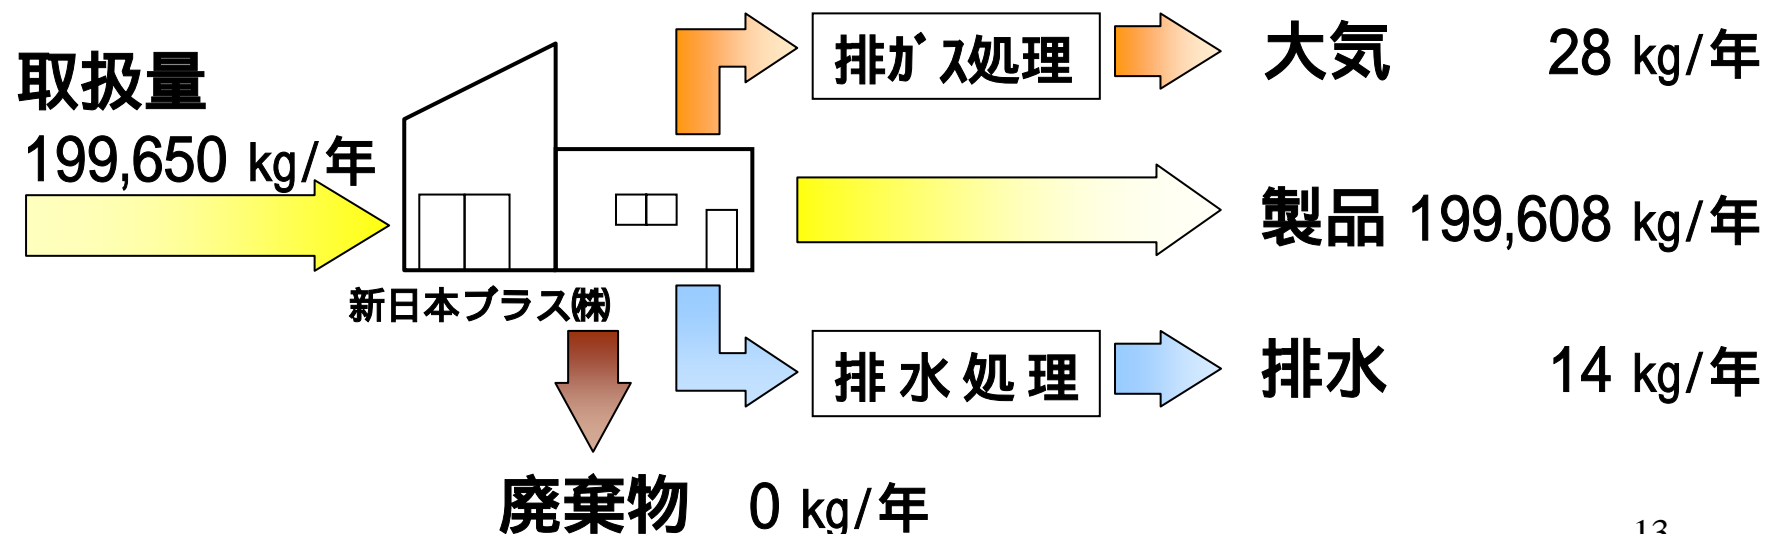 取扱量
199,650 kg/年
新日本プラス㈱
排ｶﾞｽ処理
大気 28 kg/年
製品 199,608 kg/年
排水処理
排水 14 kg/年
廃棄物 0 kg/年
13